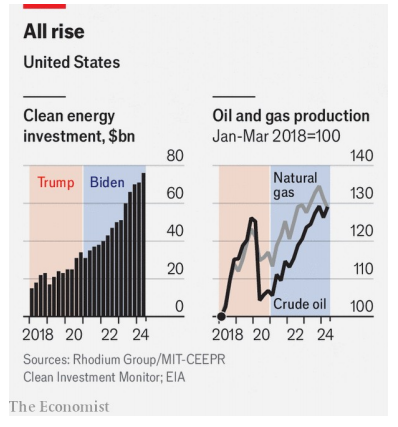 All rise
United States
Clean energy
investment, $bn
80
Trump Biden
60
40
20
0
2018 20 22 24
Oil and gas production
Jan-Mar 2018=100
140
Natural
gas
130
120
110
Crude oil
100
2018 20 22 24
Sources: Rhodium Group/MIT-CEEPR
Clean Investment Monitor; EIA
The Economist